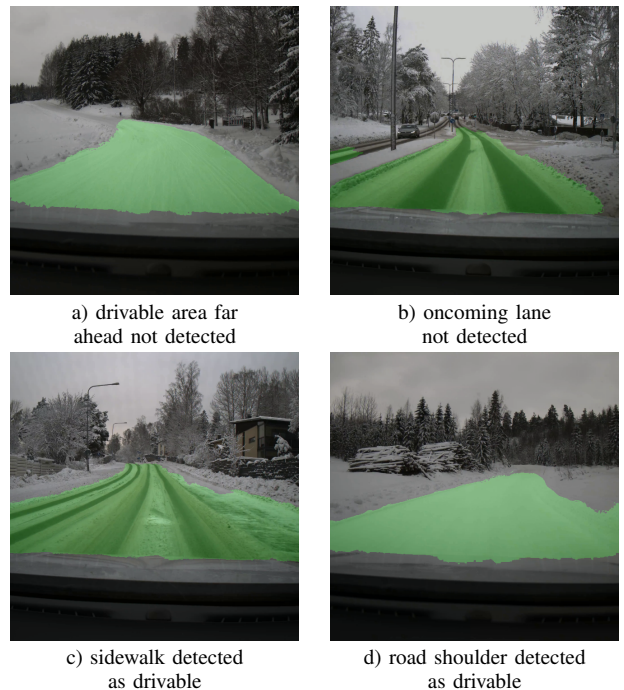 a) drivable area far
ahead not detected
b) oncoming lane
not detected
c) sidewalk detected
as drivable
d) road shoulder detected
as drivable